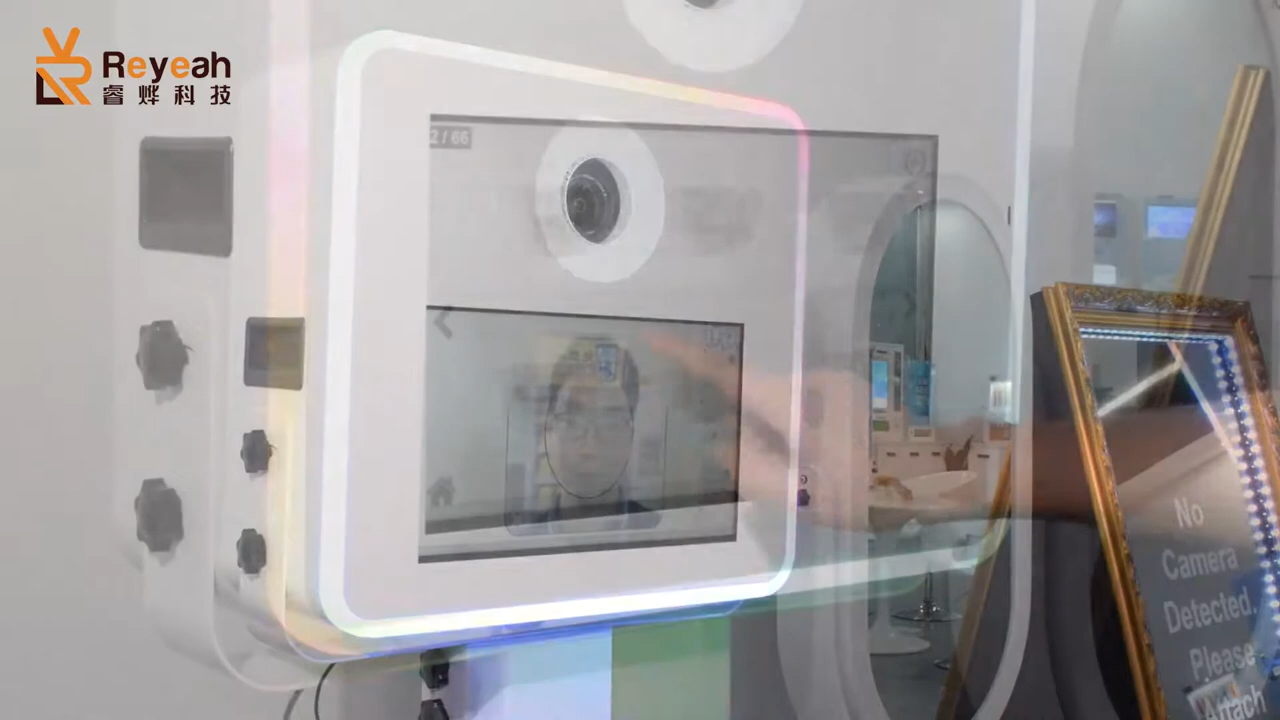 Reyeah
睿烨科技
2 / 66
No
Camera
Detected.
Please
Attach